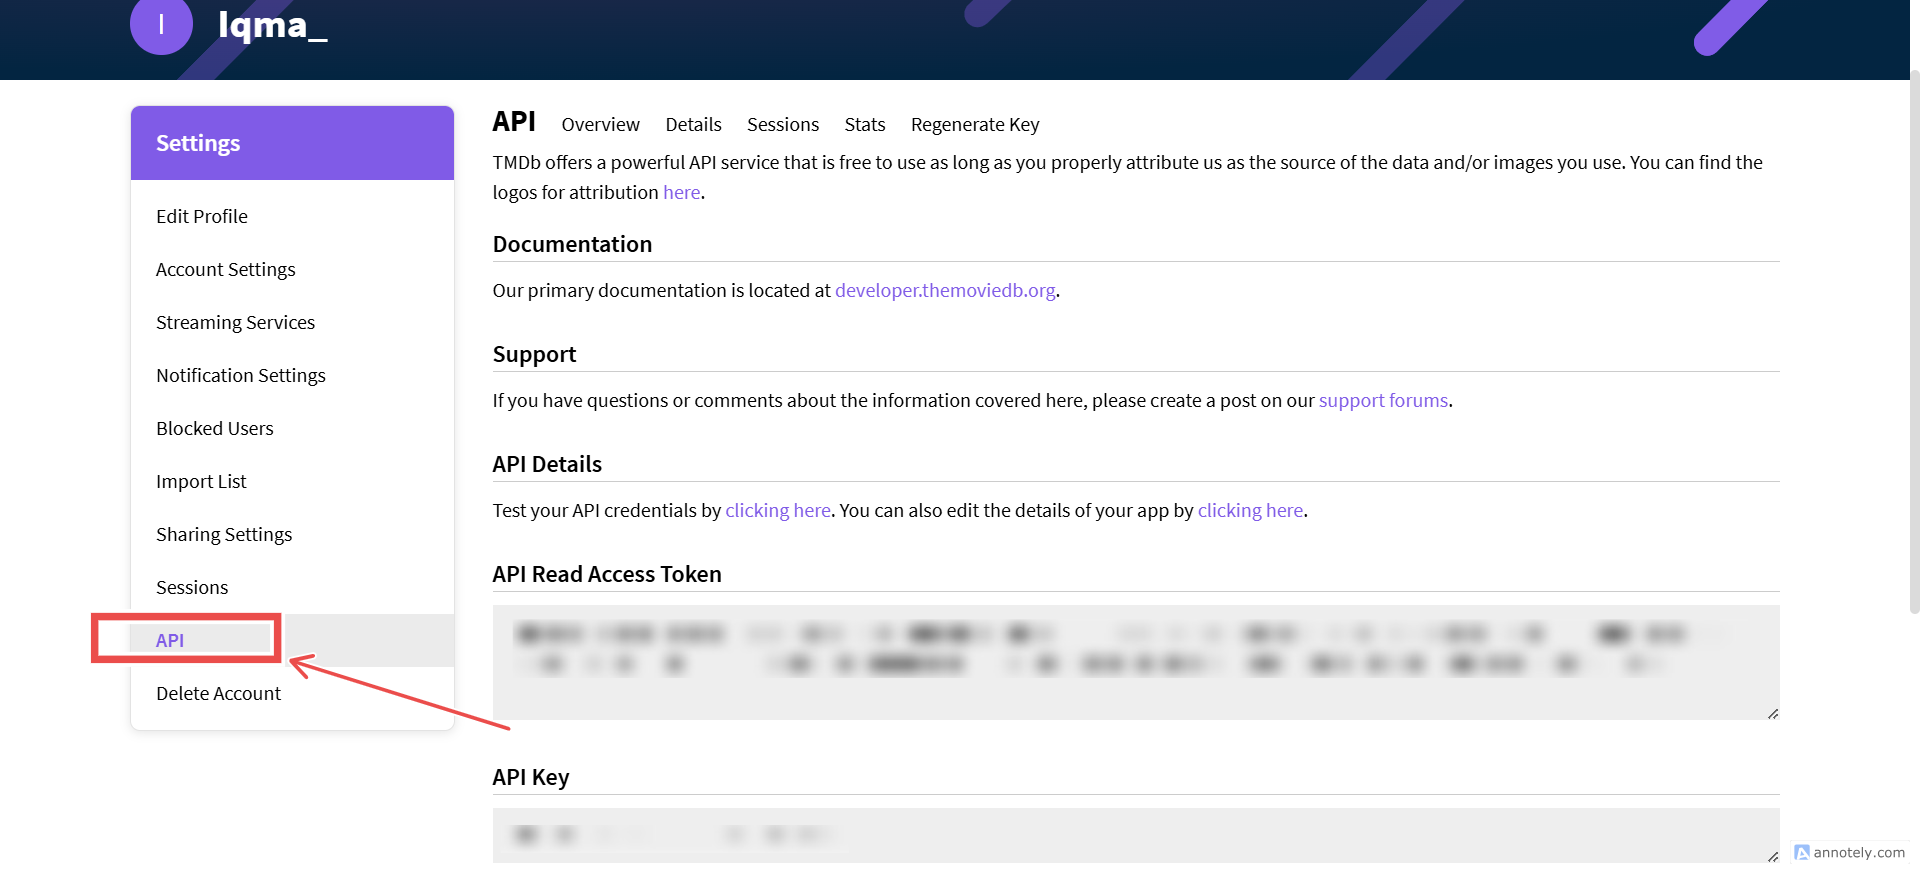 I
Iqma_
Settings
Edit Profile
Account Settings
Streaming Services
Notification Settings
Blocked Users
Import List
Sharing Settings
Sessions
API
Delete Account
API Overview Details Sessions Stats Regenerate Key
TMDb offers a powerful API service that is free to use as long as you properly attribute us as the source of the data and/or images you use. You can find the
logos for attribution here.
Documentation
Our primary documentation is located at developer.themoviedb.org.
Support
If you have questions or comments about the information covered here, please create a post on our support forums.
API Details
Test your API credentials by clicking here. You can also edit the details of your app by clicking here.
API Read Access Token
API Key
annotely.com